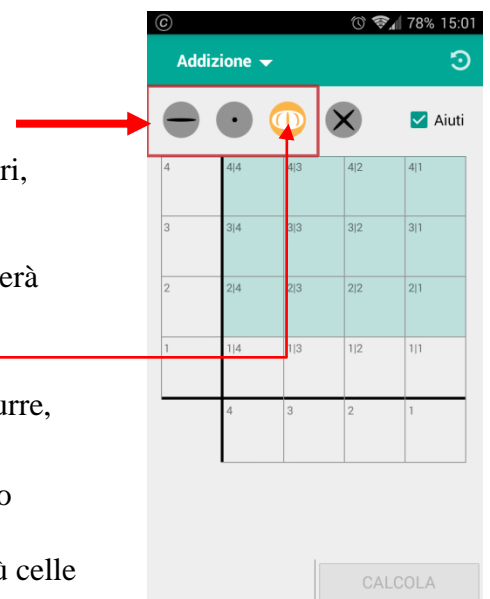 78% 15:01
Addizione
Aiuti
ri,
4 4|4 4|3 4|2 4|1
3 3|4 3|3 3|2 3|1
erà
2 2|4 2|3 2|2 2|1
1 1|4 1|3 1|2 1|1
urre,
4 3 2 1
o
ù celle
CALCOLA